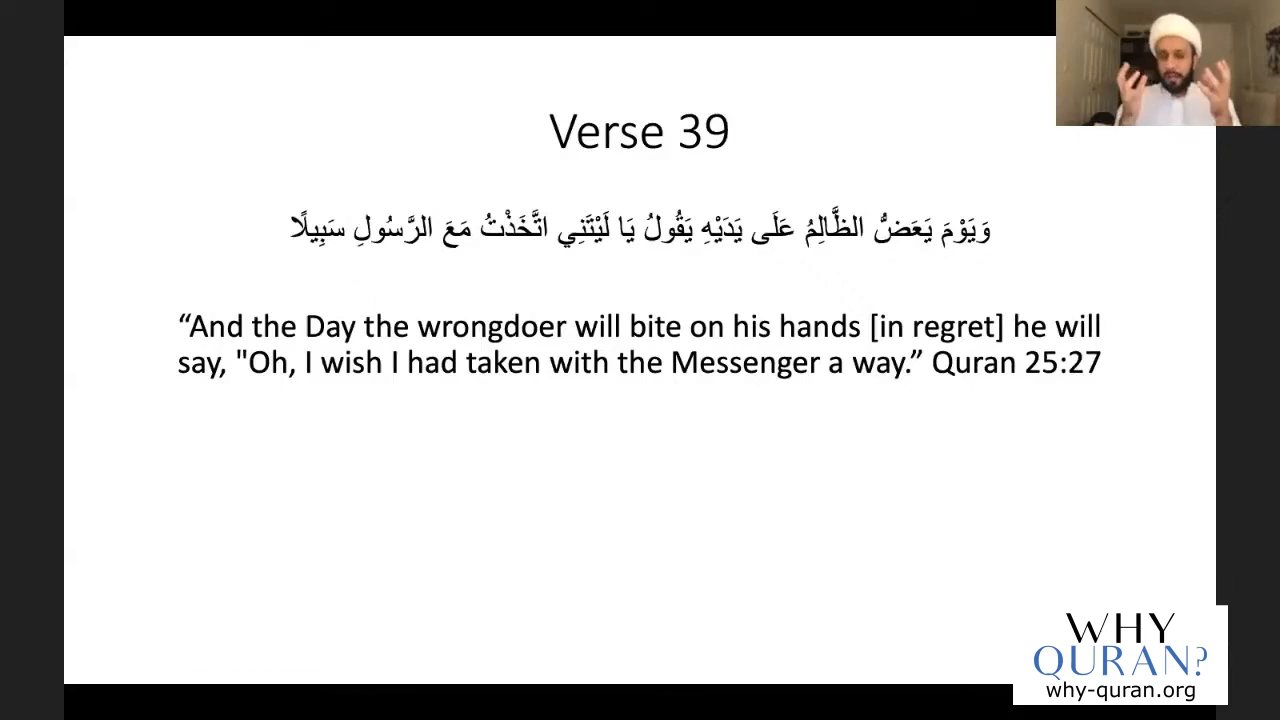 Verse 39
وَيَوْمَ يَعَضُّ الظَّالِمُ عَلَى يَدَيْهِ يَقُولُ يَا لَيْتَنِي اتَّخَذْتُ مَعَ الرَّسُولِ سَبِيلًا
“And the Day the wrongdoer will bite on his hands [in regret] he will
say, "Oh, I wish I had taken with the Messenger a way.” Quran 25:27
WHY
QURAN?
why-quran.org